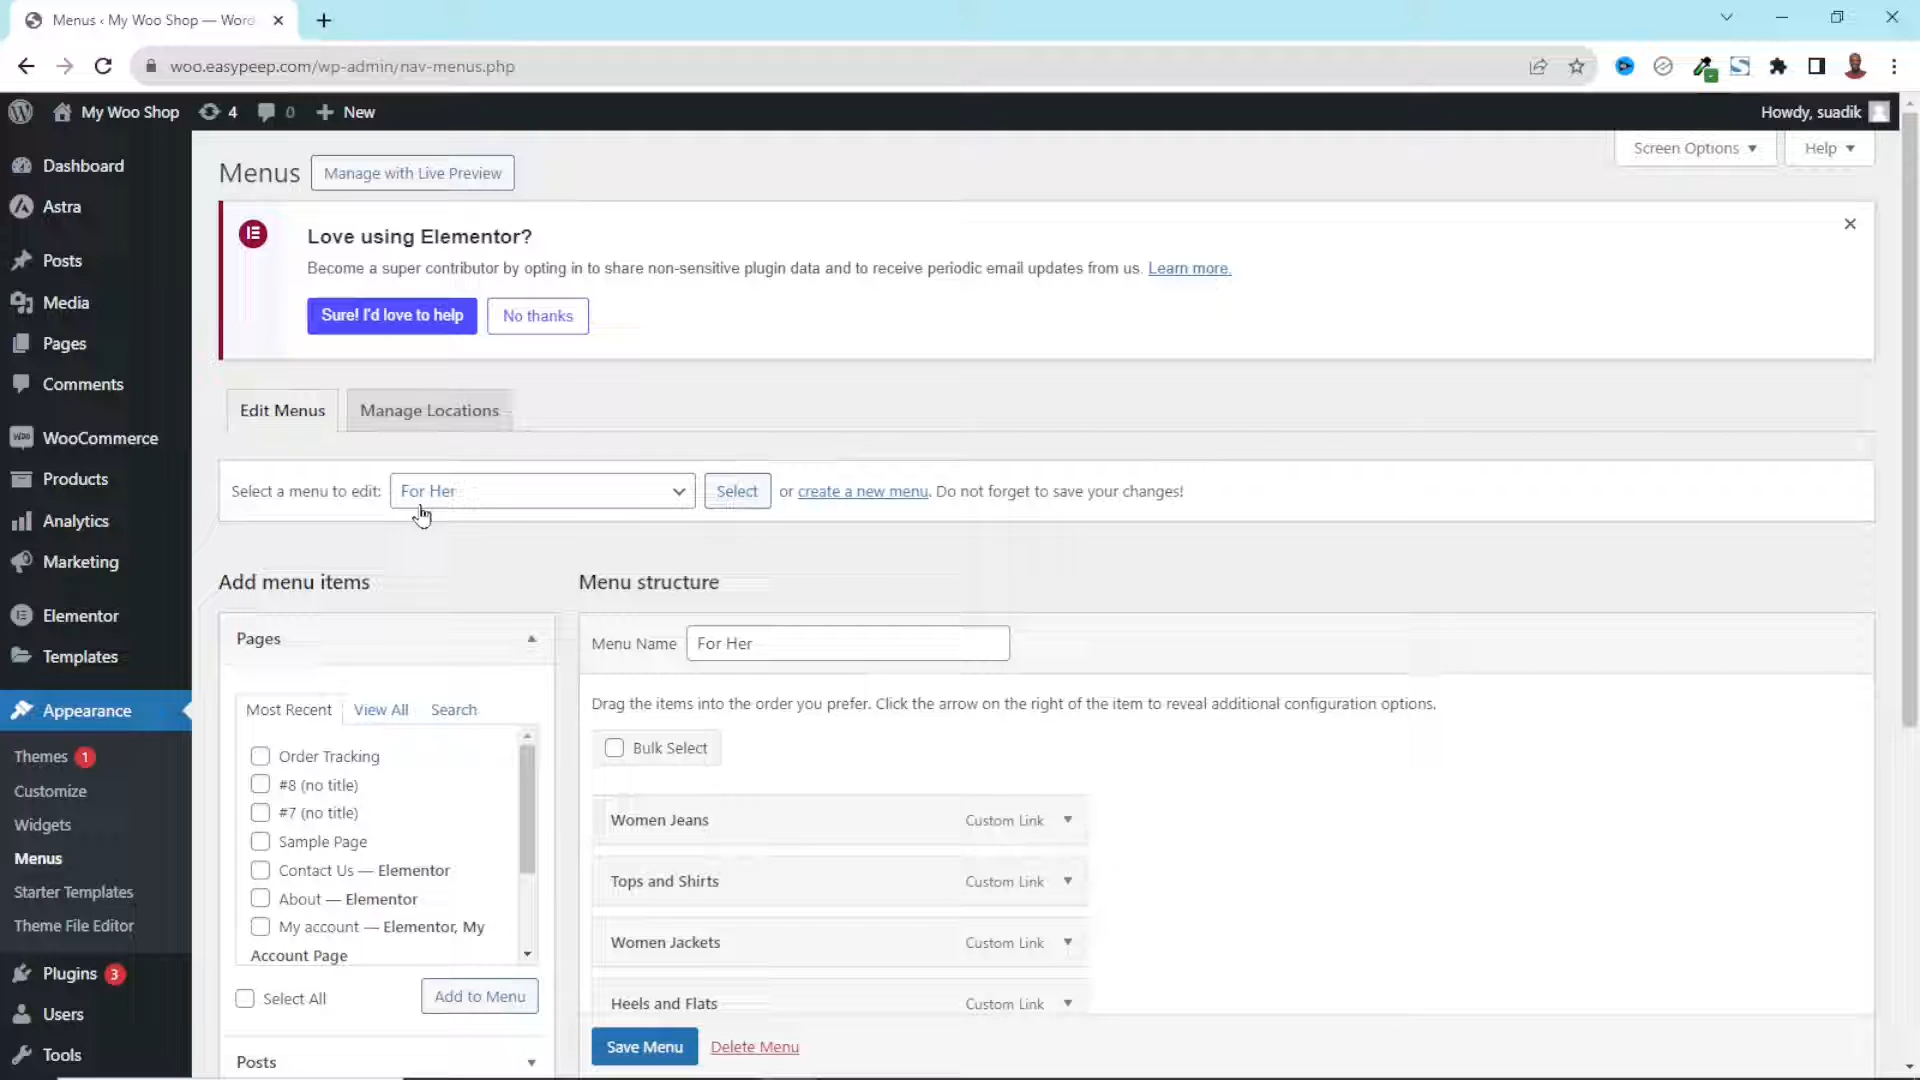 Menus ‹ My Woo Shop — Word
woo.easypeep.com/wp-admin/nav-menus.php
My Woo Shop 4 0 New
Howdy, suadik
Dashboard
Astra
Posts
Media
Pages
Comments
WooCommerce
Products
Analytics
Marketing
Elementor
Templates
Appearance
Themes 1
Customize
Widgets
Menus
Starter Templates
Theme File Editor
Plugins 3
Users
Tools
Screen Options
Help
Menus
Manage with Live Preview
Love using Elementor?
Become a super contributor by opting in to share non-sensitive plugin data and to receive periodic email updates from us. Learn more.
Sure! I'd love to help
No thanks
Edit Menus
Manage Locations
Select a menu to edit: For Her Select or create a new menu. Do not forget to save your changes!
Add menu items
Pages
Most Recent View All Search
Order Tracking
#8 (no title)
#7 (no title)
Sample Page
Contact Us — Elementor
About — Elementor
My account — Elementor, My
Account Page
Select All
Add to Menu
Posts
Menu structure
Menu Name For Her
Drag the items into the order you prefer. Click the arrow on the right of the item to reveal additional configuration options.
Bulk Select
Women Jeans Custom Link
Tops and Shirts Custom Link
Women Jackets Custom Link
Heels and Flats Custom Link
Save Menu Delete Menu